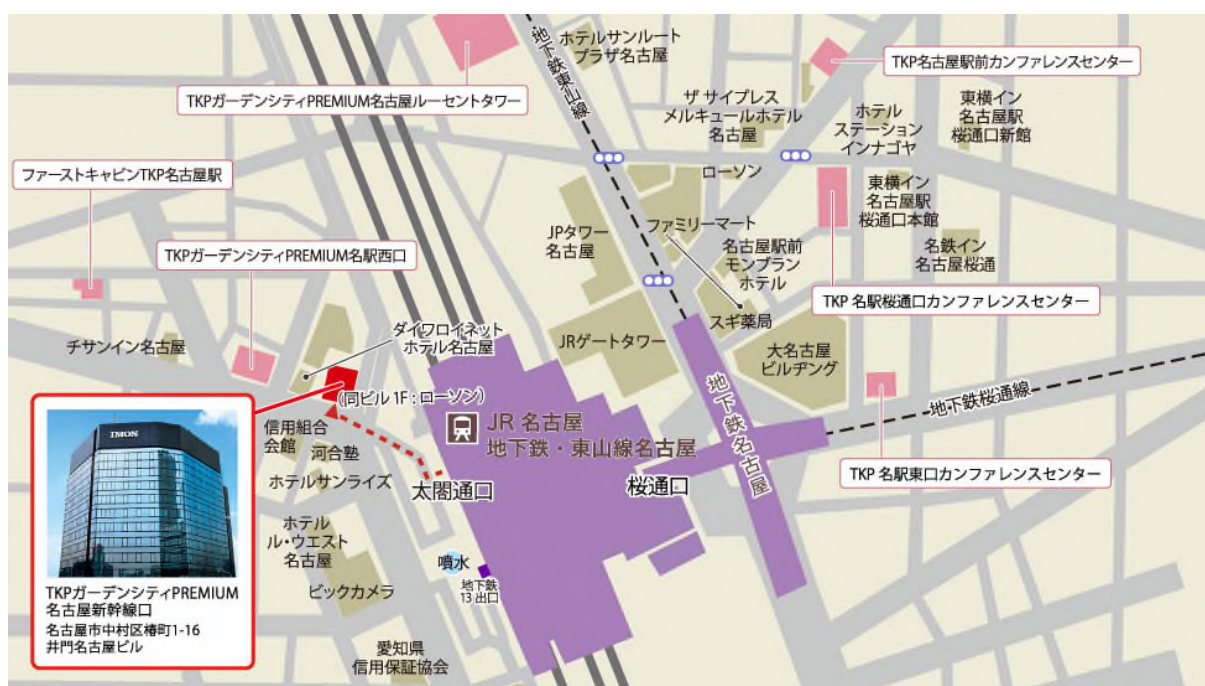 地下鉄東山線
ホテルサンルート
プラザ名古屋
TKP名古屋駅前カンファレンスセンター
TKPガーデンシティPREMIUM名古屋ルーセントタワー
ザ サイプレス
メルキュールホテル
名古屋
ホテル
ステーション
インナゴヤ
東横イン
名古屋駅
桜通口新館
ファーストキャビンTKP名古屋駅
ローソン
東横イン
名古屋駅
桜通口本館
JPタワー
名古屋
ファミリーマート
名古屋駅前
モンブラン
ホテル
名鉄イン
名古屋桜通
TKPガーデンシティPREMIUM名駅西口
TKP 名駅桜通口カンファレンスセンター
スギ薬局
チサンイン名古屋
ダイワロイネット
ホテル名古屋
JRゲートタワー
大名古屋
ビルヂング
(同ビル 1F : ローソン)
地下鉄桜通線
地下鉄名古屋
JR 名古屋
地下鉄・東山線名古屋
信用組合
会館
河合塾
ホテルサンライズ
太閤通口
桜通口
TKP 名駅東口カンファレンスセンター
IMON
ホテル
ル・ウエスト
名古屋
噴水
地下鉄
13 出口
ビックカメラ
TKPガーデンシティPREMIUM
名古屋新幹線口
名古屋市中村区椿町1-16
井門名古屋ビル
愛知県
信用保証協会